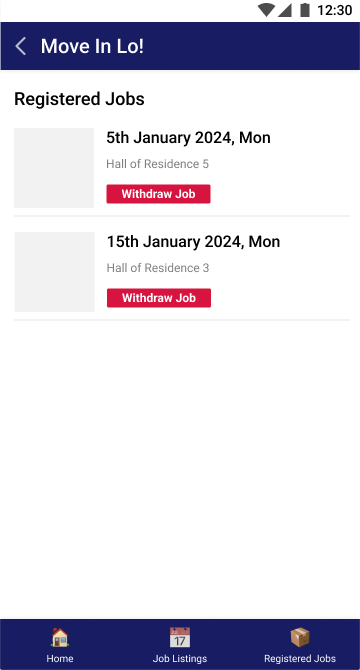 12:30
Move In Lo!
Registered Jobs
5th January 2024, Mon
Hall of Residence 5
Withdraw Job
15th January 2024, Mon
Hall of Residence 3
Withdraw Job
17
Home
Job Listings
Registered Jobs